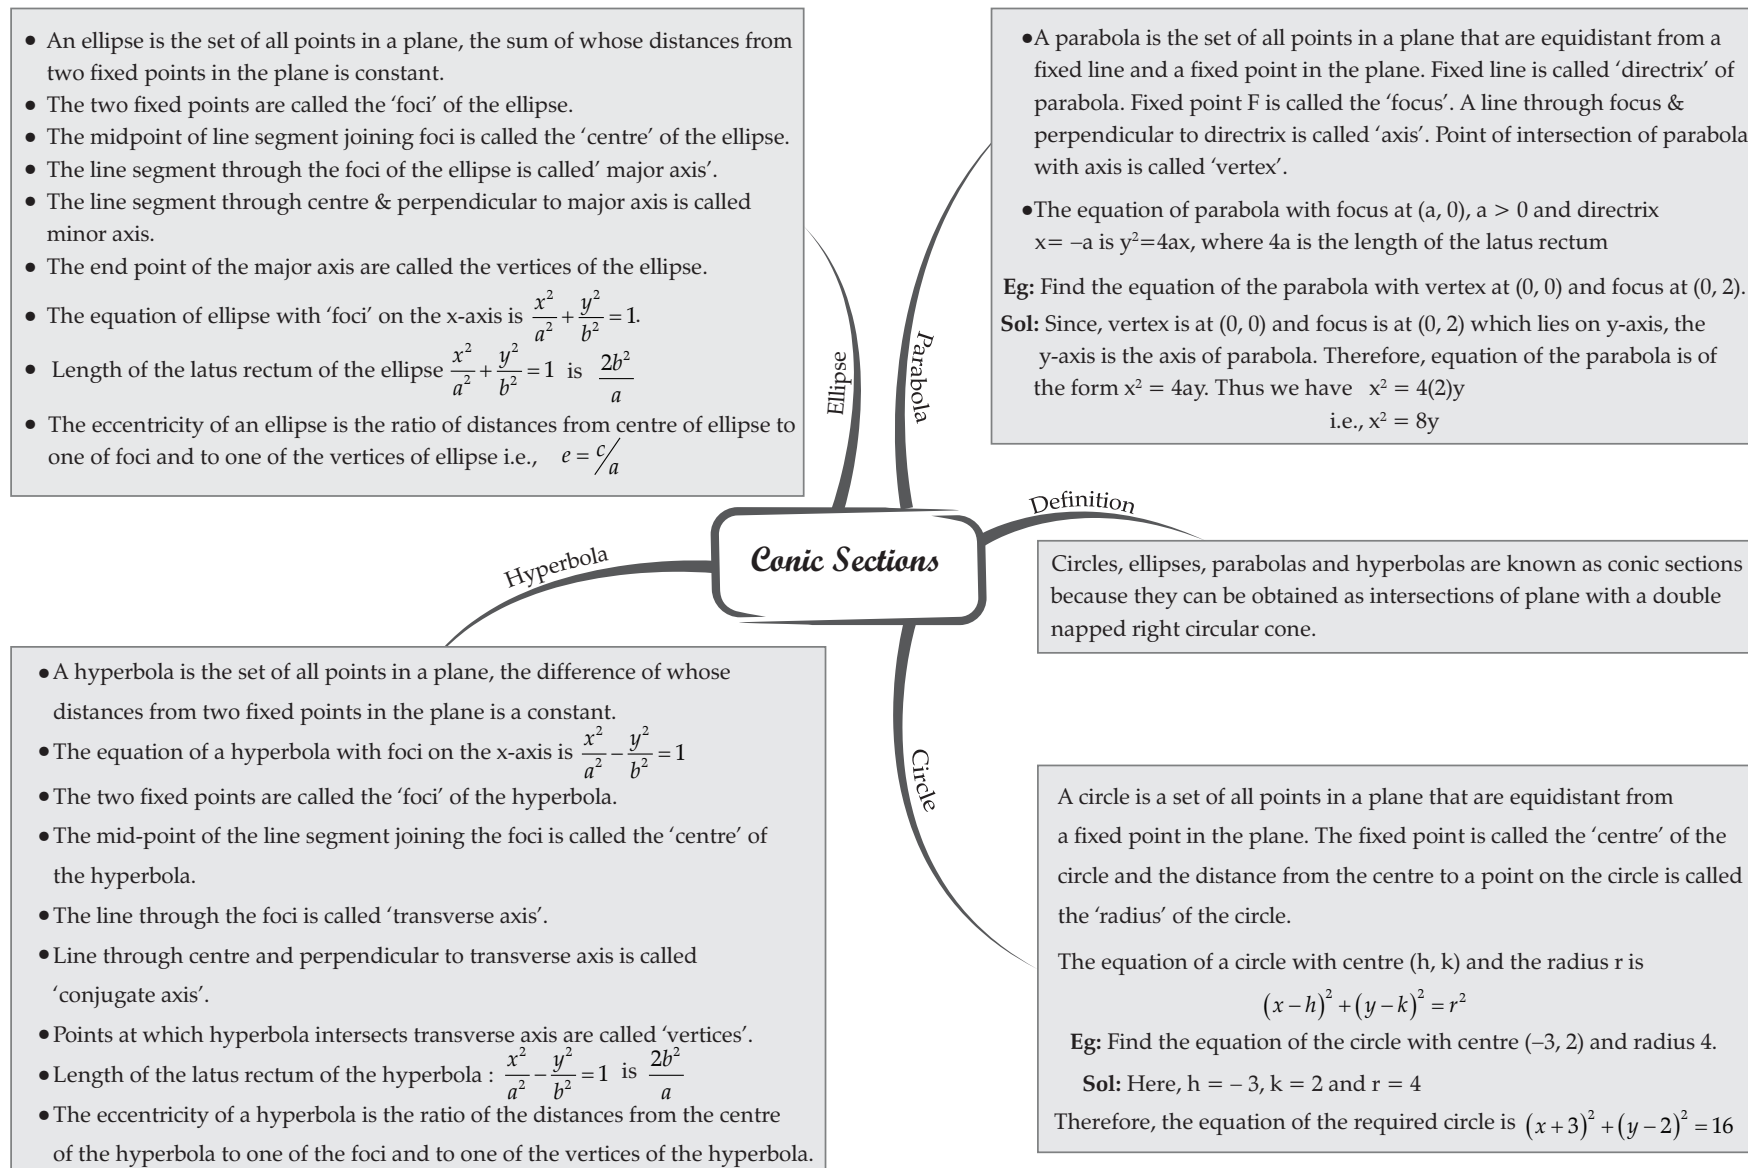 • An ellipse is the set of all points in a plane, the sum of whose distances from
two fixed points in the plane is constant.
• The two fixed points are called the ‘foci’ of the ellipse.
• The midpoint of line segment joining foci is called the ‘centre’ of the ellipse.
• The line segment through the foci of the ellipse is called’ major axis’.
• The line segment through centre & perpendicular to major axis is called
minor axis.
• The end point of the major axis are called the vertices of the ellipse.
• The equation of ellipse with ‘foci’ on the x-axis is x²/a² + y²/b² = 1.
• Length of the latus rectum of the ellipse x²/a² + y²/b² = 1 is 2b²/a
• The eccentricity of an ellipse is the ratio of distances from centre of ellipse to
one of foci and to one of the vertices of ellipse i.e., e = c/a
Ellipse
•A parabola is the set of all points in a plane that are equidistant from a
fixed line and a fixed point in the plane. Fixed line is called ‘directrix’ of
parabola. Fixed point F is called the ‘focus’. A line through focus &
perpendicular to directrix is called ‘axis’. Point of intersection of parabola
with axis is called ‘vertex’.
•The equation of parabola with focus at (a, 0), a > 0 and directrix
x= –a is y²=4ax, where 4a is the length of the latus rectum
Eg: Find the equation of the parabola with vertex at (0, 0) and focus at (0, 2).
Sol: Since, vertex is at (0, 0) and focus is at (0, 2) which lies on y-axis, the
y-axis is the axis of parabola. Therefore, equation of the parabola is of
the form x² = 4ay. Thus we have x² = 4(2)y
i.e., x² = 8y
Parabola
Conic Sections
Definition
Circles, ellipses, parabolas and hyperbolas are known as conic sections
because they can be obtained as intersections of plane with a double
napped right circular cone.
Hyperbola
•A hyperbola is the set of all points in a plane, the difference of whose
distances from two fixed points in the plane is a constant.
•The equation of a hyperbola with foci on the x-axis is x²/a² – y²/b² = 1
•The two fixed points are called the ‘foci’ of the hyperbola.
•The mid-point of the line segment joining the foci is called the ‘centre’ of
the hyperbola.
•The line through the foci is called ‘transverse axis’.
•Line through centre and perpendicular to transverse axis is called
‘conjugate axis’.
•Points at which hyperbola intersects transverse axis are called ‘vertices’.
•Length of the latus rectum of the hyperbola : x²/a² – y²/b² = 1 is 2b²/a
•The eccentricity of a hyperbola is the ratio of the distances from the centre
of the hyperbola to one of the foci and to one of the vertices of the hyperbola.
Circle
A circle is a set of all points in a plane that are equidistant from
a fixed point in the plane. The fixed point is called the ‘centre’ of the
circle and the distance from the centre to a point on the circle is called
the ‘radius’ of the circle.
The equation of a circle with centre (h, k) and the radius r is
(x – h)² + (y – k)² = r²
Eg: Find the equation of the circle with centre (–3, 2) and radius 4.
Sol: Here, h = – 3, k = 2 and r = 4
Therefore, the equation of the required circle is (x + 3)² + (y – 2)² = 16